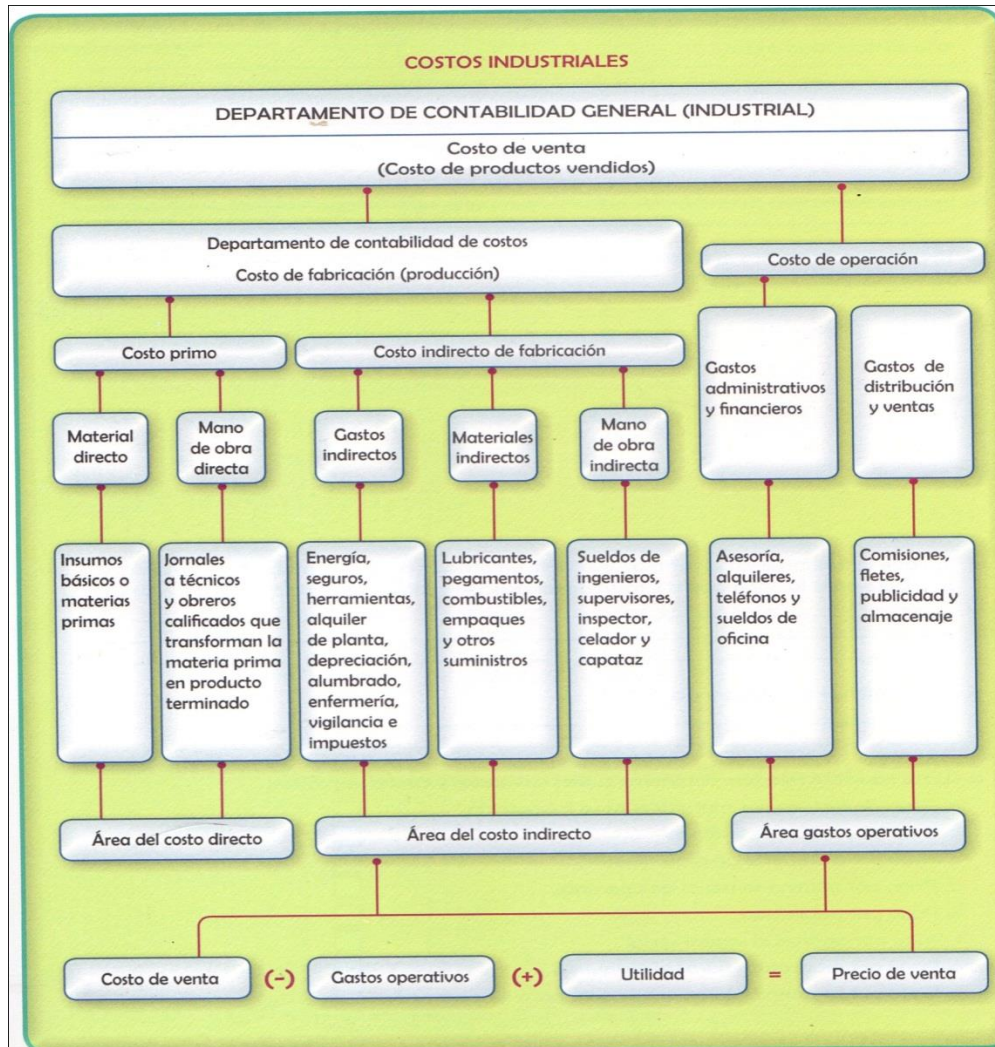 COSTOS INDUSTRIALES
DEPARTAMENTO DE CONTABILIDAD GENERAL (INDUSTRIAL)
Costo de venta
(Costo de productos vendidos)
Departamento de contabilidad de costos
Costo de fabricación (producción)
Costo de operación
Costo primo
Costo indirecto de fabricación
Gastos
administrativos
y financieros
Gastos de
distribución
y ventas
Material
directo
Mano
de obra
directa
Gastos
indirectos
Materiales
indirectos
Mano
de obra
indirecta
Insumos
básicos o
materias
primas
Jornales
a técnicos
y obreros
calificados que
transforman la
materia prima
en producto
terminado
Energía,
seguros,
herramientas,
alquiler
de planta,
depreciación,
alumbrado,
enfermería,
vigilancia e
impuestos
Lubricantes,
pegamentos,
combustibles,
empaques
y otros
suministros
Sueldos de
ingenieros,
supervisores,
inspector,
celador y
capataz
Asesoría,
alquileres,
teléfonos y
sueldos de
oficina
Comisiones,
fletes,
publicidad y
almacenaje
Área del costo directo
Área del costo indirecto
Área gastos operativos
Costo de venta (-) Gastos operativos (+) Utilidad = Precio de venta